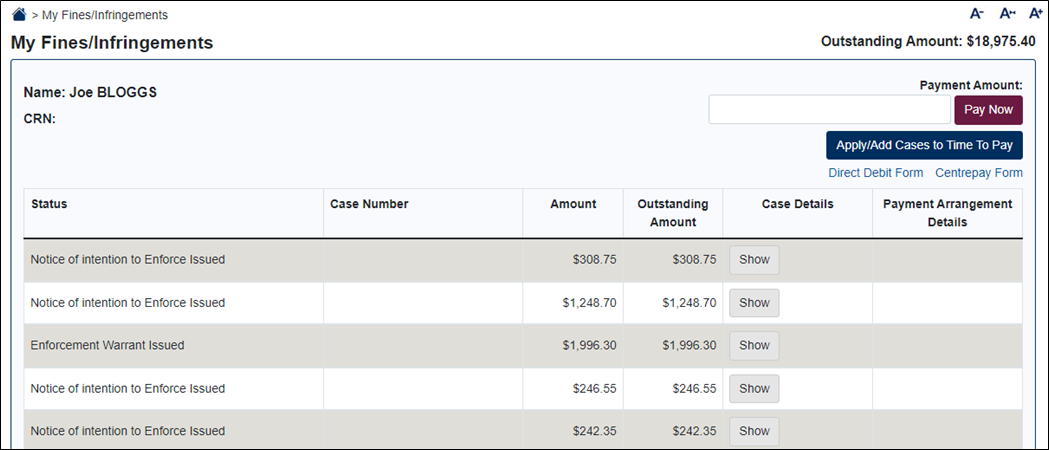 > My Fines/Infringements
A- A↔ A+
My Fines/Infringements
Outstanding Amount: $18,975.40
Name: Joe BLOGGS
CRN:
Payment Amount:
Pay Now
Apply/Add Cases to Time To Pay
Direct Debit Form Centrepay Form
Status Case Number Amount Outstanding Amount Case Details Payment Arrangement Details
Notice of intention to Enforce Issued $308.75 $308.75 Show
Notice of intention to Enforce Issued $1,248.70 $1,248.70 Show
Enforcement Warrant Issued $1,996.30 $1,996.30 Show
Notice of intention to Enforce Issued $246.55 $246.55 Show
Notice of intention to Enforce Issued $242.35 $242.35 Show